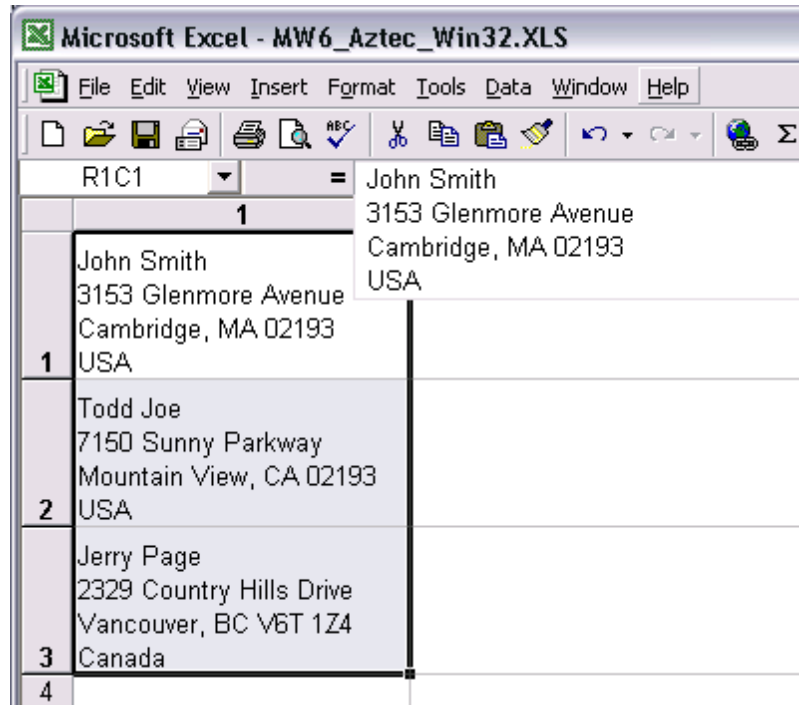 Microsoft Excel - MW6_Aztec_Win32.XLS
File Edit View Insert Format Tools Data Window Help
ABC Σ
R1C1 = John Smith
3153 Glenmore Avenue
Cambridge, MA 02193
USA
1
John Smith
3153 Glenmore Avenue
Cambridge, MA 02193
1 USA
Todd Joe
7150 Sunny Parkway
Mountain View, CA 02193
2 USA
Jerry Page
2329 Country Hills Drive
Vancouver, BC V6T 1Z4
3 Canada
4